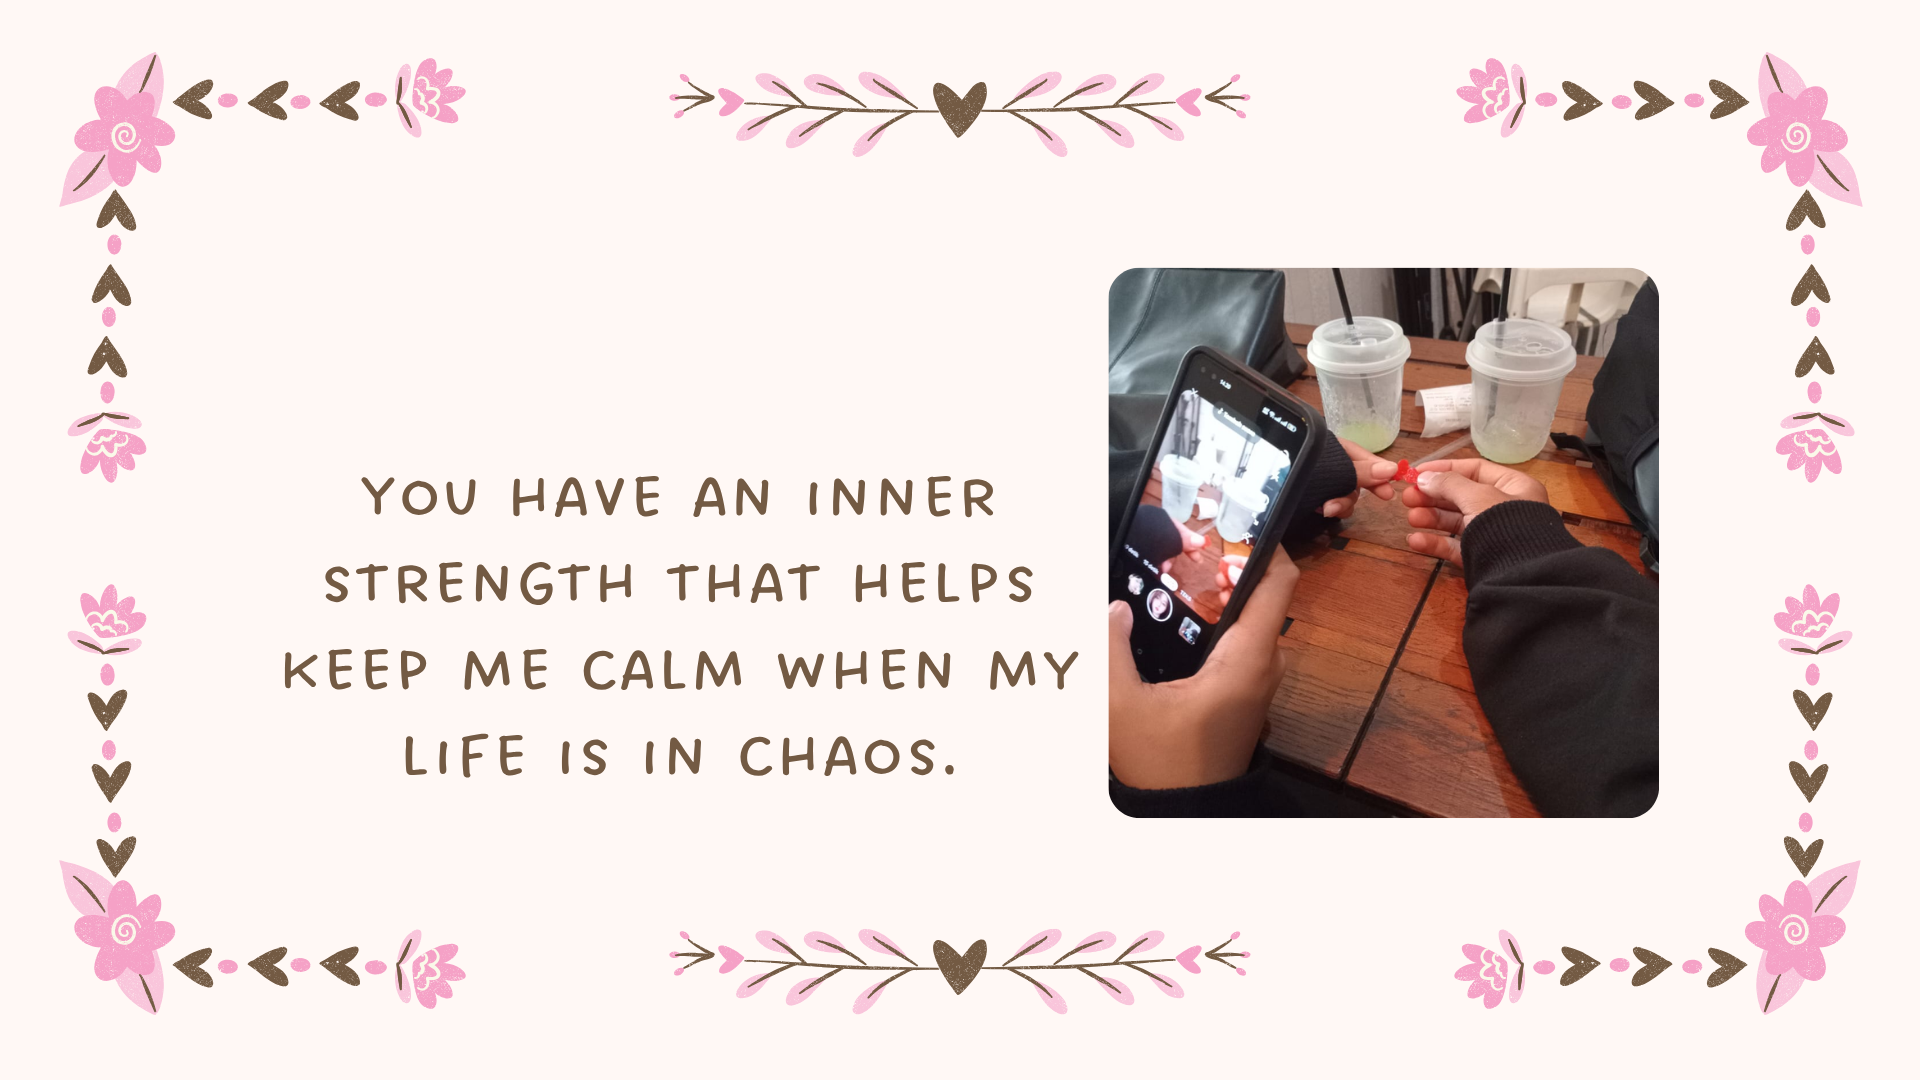 YOU HAVE AN INNER
STRENGTH THAT HELPS
KEEP ME CALM WHEN MY
LIFE IS IN CHAOS.